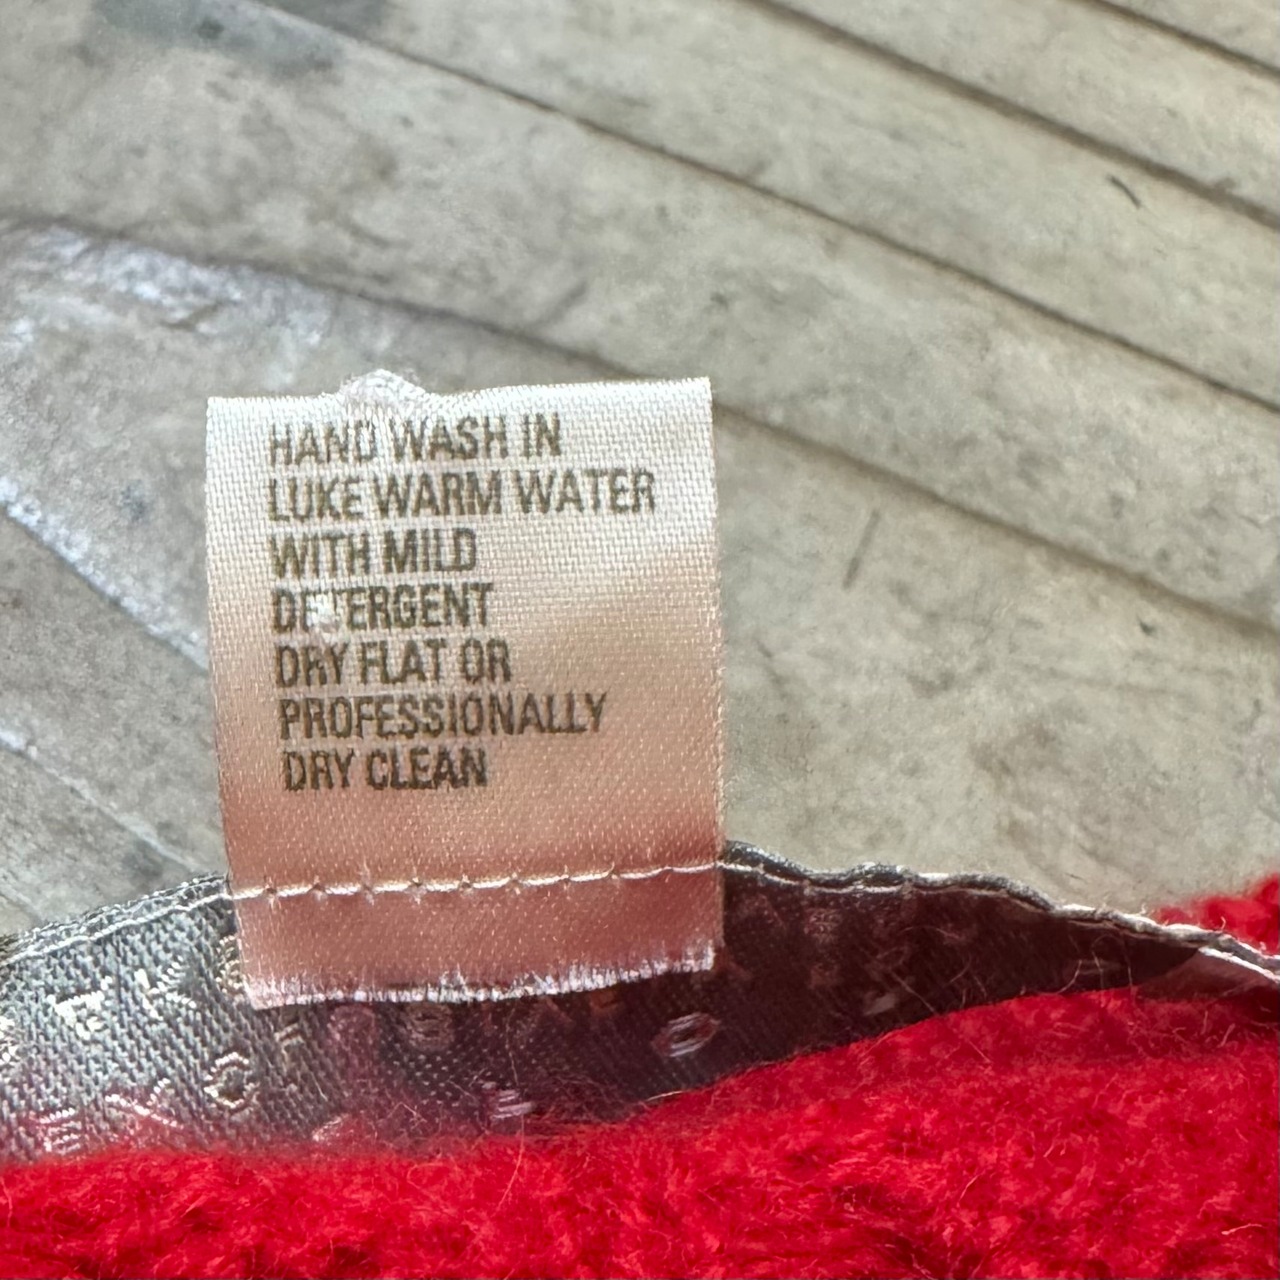 HAND WASH IN
LUKE WARM WATER
WITH MILD
DETERGENT
DRY FLAT OR
PROFESSIONALLY
DRY CLEAN